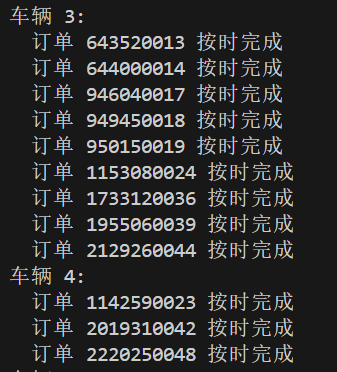 车辆 3:
订单 643520013 按时完成
订单 644000014 按时完成
订单 946040017 按时完成
订单 949450018 按时完成
订单 950150019 按时完成
订单 1153080024 按时完成
订单 1733120036 按时完成
订单 1955060039 按时完成
订单 2129260044 按时完成
车辆 4:
订单 1142590023 按时完成
订单 2019310042 按时完成
订单 2220250048 按时完成